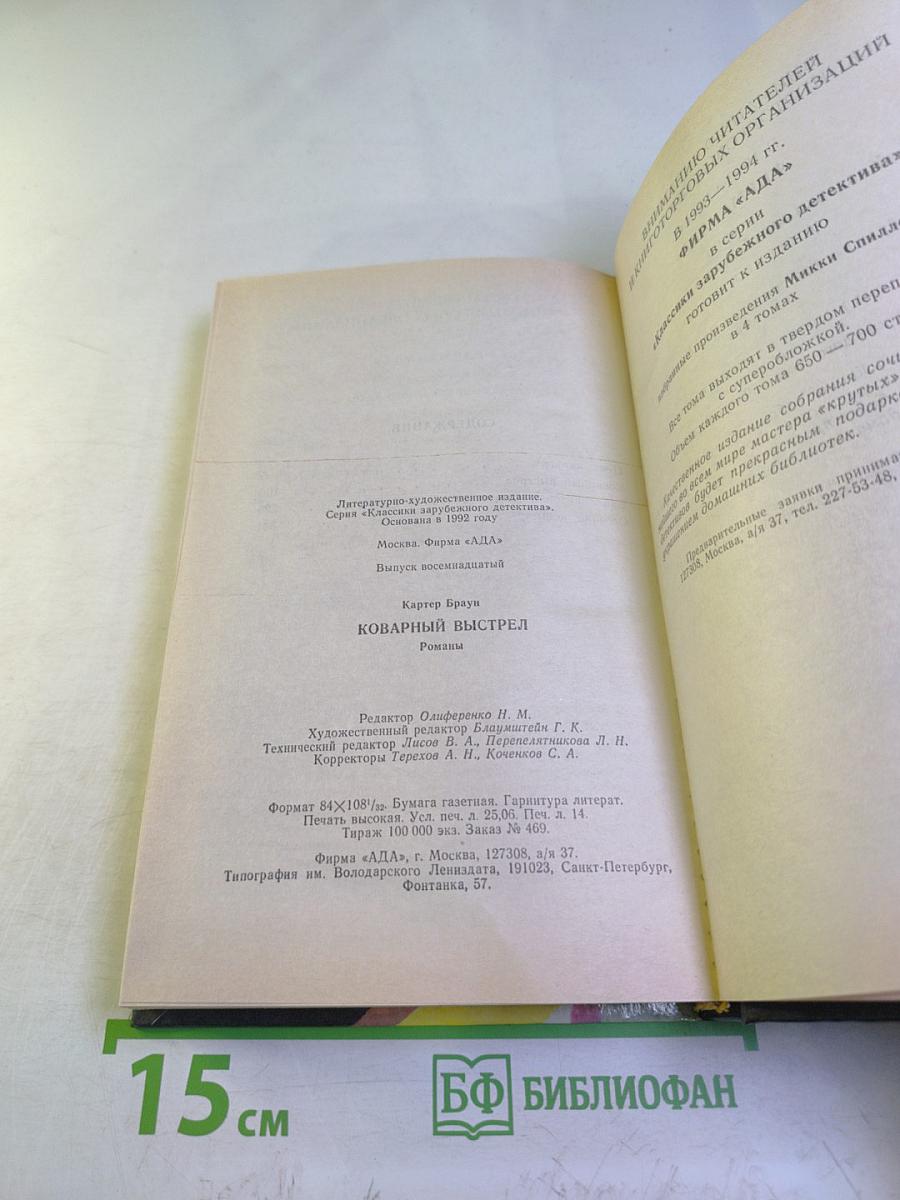 СОДЕРЖАНИЕ
Литературно-художественное издание.
Серия «Классики зарубежного детектива».
Основана в 1992 году
Москва. Фирма «АДА»
Выпуск восемнадцатый
Картер Браун
КОВАРНЫЙ ВЫСТРЕЛ
Романы
Редактор Олиференко Н. М.
Художественный редактор Блаумштейн Г. К.
Технический редактор Лисов В. А., Перепелятникова Л. Н.
Корректоры Терехов А. Н., Коченков С. А.
Формат 84×108¹/₃₂. Бумага газетная. Гарнитура литерат.
Печать высокая. Усл. печ. л. 25,06. Печ. л. 14.
Тираж 100 000 экз. Заказ № 469.
Фирма «АДА», г. Москва, 127308, а/я 37.
Типография им. Володарского Лениздата, 191023, Санкт-Петербург,
Фонтанка, 57.
ВНИМАНИЮ ЧИТАТЕЛЕЙ
И КНИГОТОРГОВЫХ ОРГАНИЗАЦИЙ
В 1993—1994 гг.
ФИРМА «АДА»
в серии
«Классики зарубежного детектива»
готовит к изданию
произведения Микки Спилле
в 4 томах
Все тома выходят в твердом переп
с суперобложкой.
Объем каждого тома 650—700 ст
Качественное издание собрания сочи
во всем мире мастера «крутых»
детективов будет прекрасным подарко
украшением домашних библиотек.
Предварительные заявки принима
127308, Москва, а/я 37, тел. 227-53-48,
15 см
БФ БИБЛИОФАН